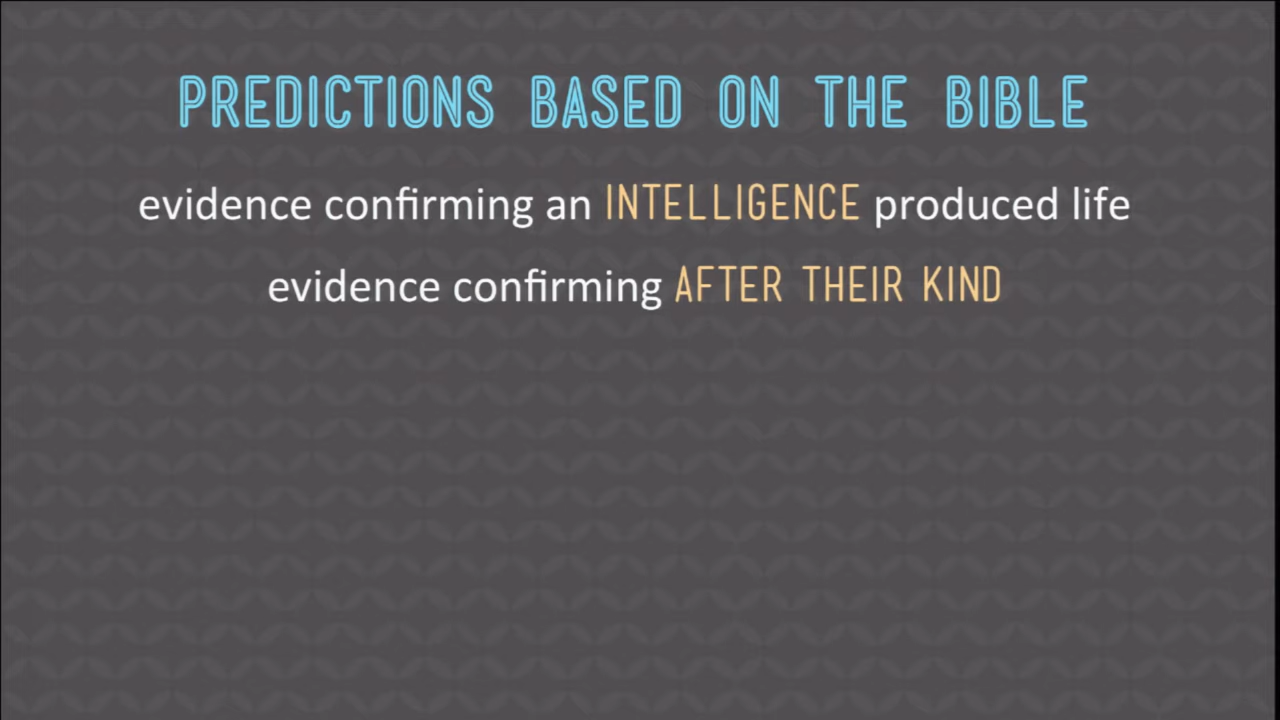 PREDICTIONS BASED ON THE BIBLE
evidence confirming an INTELLIGENCE produced life
evidence confirming AFTER THEIR KIND